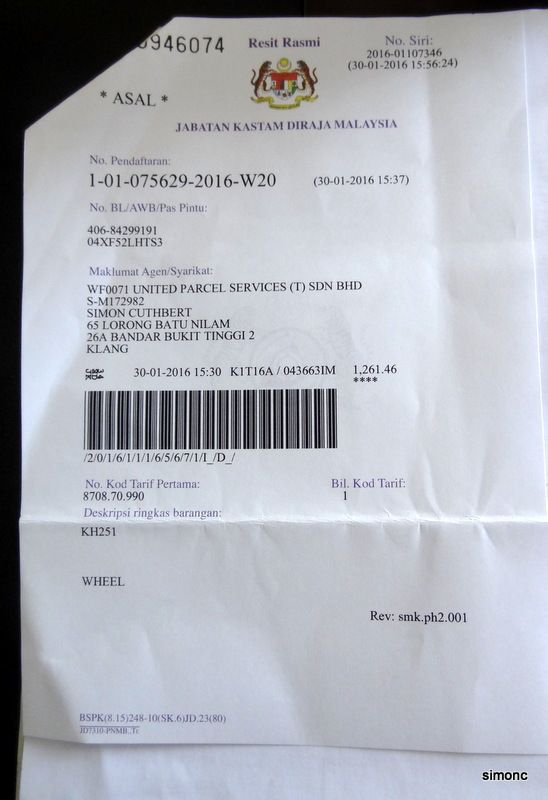 0946074
Resit Rasmi
No. Siri:
2016-01107346
(30-01-2016 15:56:24)
* ASAL *
JABATAN KASTAM DIRAJA MALAYSIA
No. Pendaftaran:
1-01-075629-2016-W20 (30-01-2016 15:37)
No. BL/AWB/Pas Pintu:
406-84299191
04XF52LHTS3
Maklumat Agen/Syarikat:
WF0071 UNITED PARCEL SERVICES (T) SDN BHD
S-M172982
SIMON CUTHBERT
65 LORONG BATU NILAM
26A BANDAR BUKIT TINGGI 2
KLANG
30-01-2016 15:30 K1T16A / 043663IM 1,261.46
****
/2/0/1/6/1/1/1/6/5/6/7/1/I_/D_/
No. Kod Tarif Pertama: Bil. Kod Tarif:
8708.70.990 1
Deskripsi ringkas barangan:
KH251
WHEEL
Rev: smk.ph2.001
BSPK(8.15)248-10(SK.6)JD.23(80)
simonc